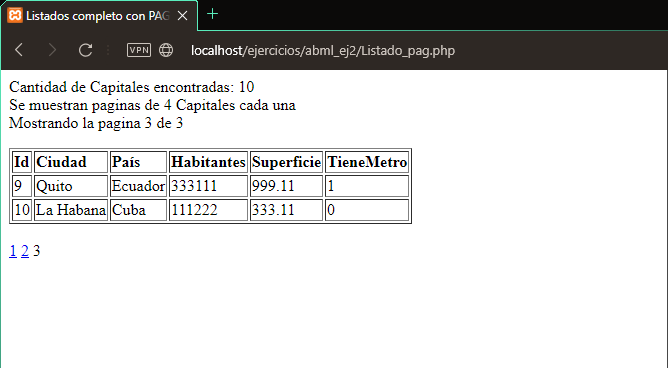 Listados completo con PAG
VPN
localhost/ejercicios/abml_ej2/Listado_pag.php
Cantidad de Capitales encontradas: 10
Se muestran paginas de 4 Capitales cada una
Mostrando la pagina 3 de 3
Id Ciudad País Habitantes Superficie TieneMetro
9 Quito Ecuador 333111 999.11 1
10 La Habana Cuba 111222 333.11 0
1 2 3